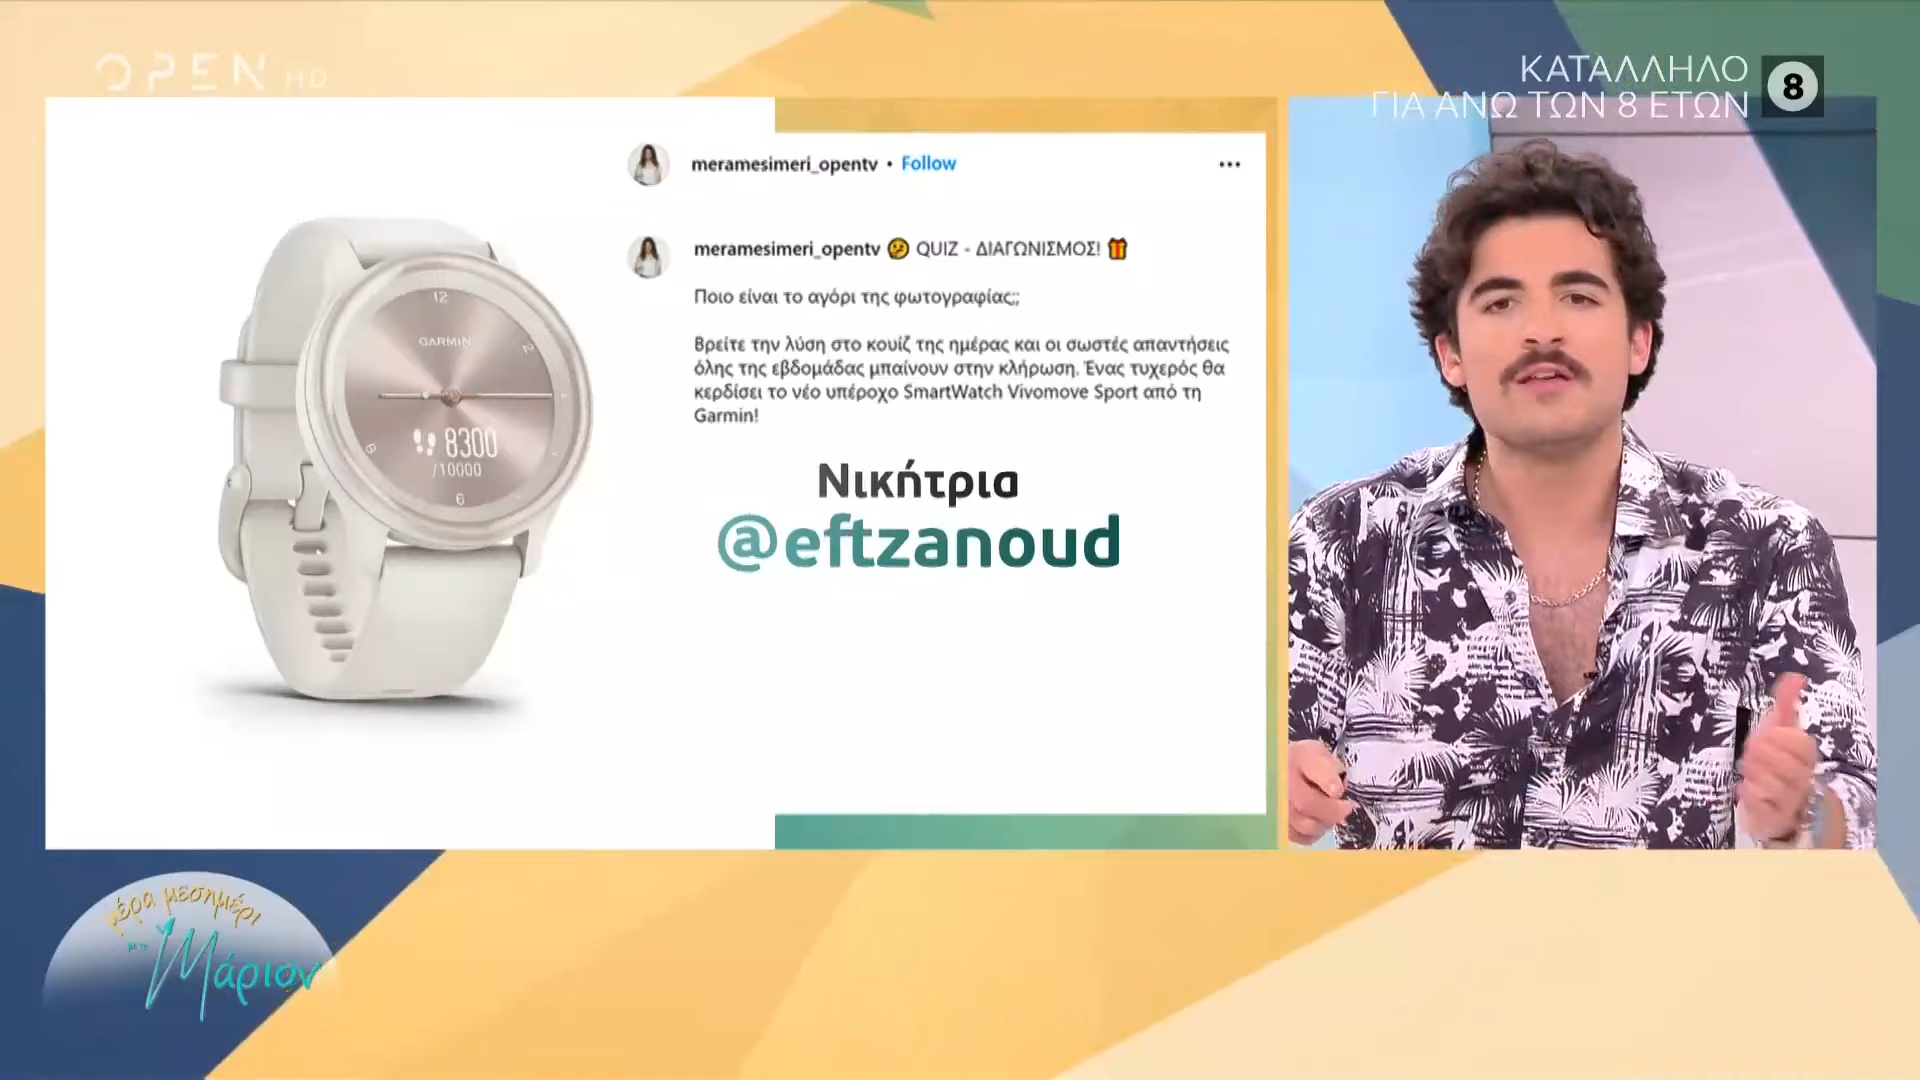 OPEN HD
ΚΑΤΑΛΛΗΛΟ
ΓΙΑ ΑΝΩ ΤΩΝ 8 ΕΤΩΝ
8
meramesimeri_opentv • Follow
meramesimeri_opentv 🤔 QUIZ - ΔΙΑΓΩΝΙΣΜΟΣ! 🎁
Ποιο είναι το αγόρι της φωτογραφίας;;
Βρείτε την λύση στο κουίζ της ημέρας και οι σωστές απαντήσεις
όλης της εβδομάδας μπαίνουν στην κλήρωση. Ένας τυχερός θα
κερδίσει το νέο υπέροχο SmartWatch Vivomove Sport από τη
Garmin!
Νικήτρια
@eftzanoud
12
GARMIN
8300
/10000
6
μέρα μεσημέρι
με τη
Μάριον